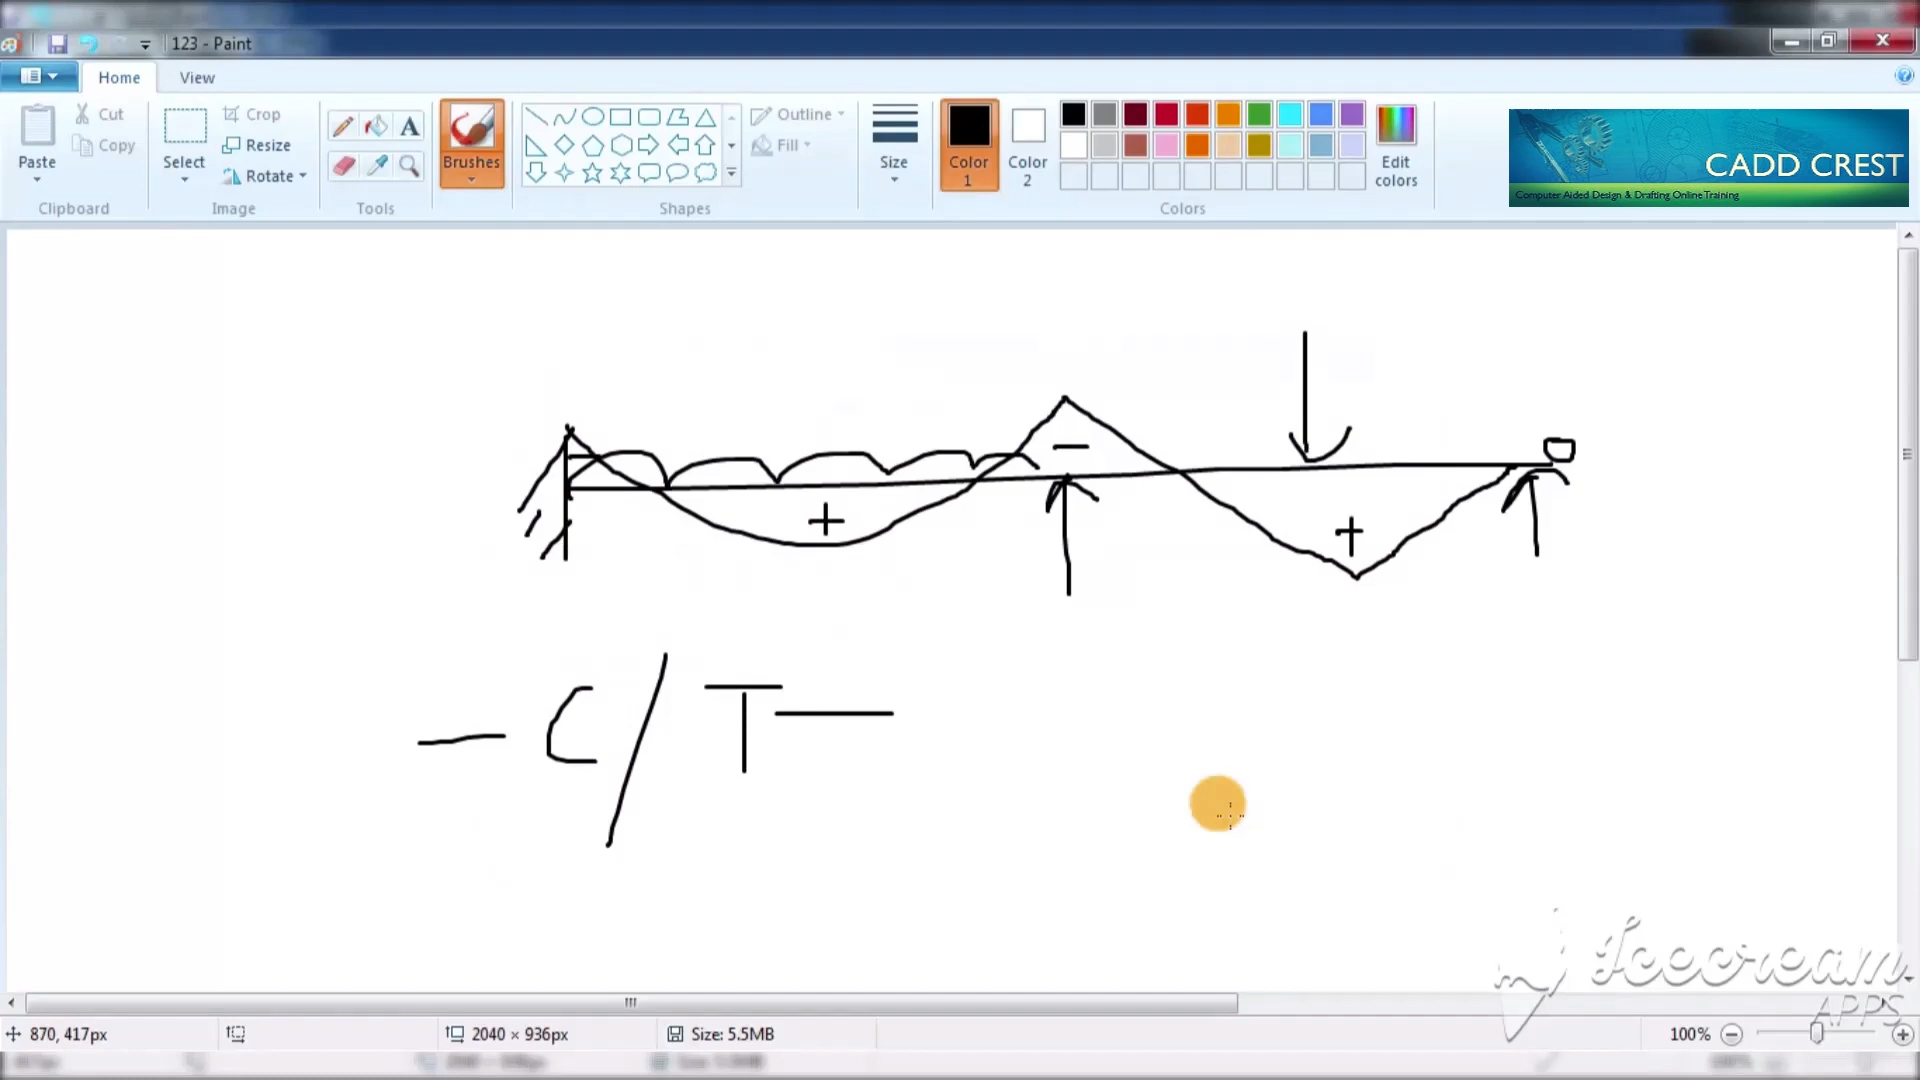 123 - Paint
Home View
Paste Cut Copy Clipboard
Select Crop Resize Rotate Image
A Tools
Brushes
Shapes Outline Fill
Size
Color 1 Color 2 Edit colors Colors
CADD CREST
Computer Aided Design & Drafting Online Training
−
+ +
— C / T —
Icecream
APPS
870, 417px 2040 × 936px Size: 5.5MB 100%